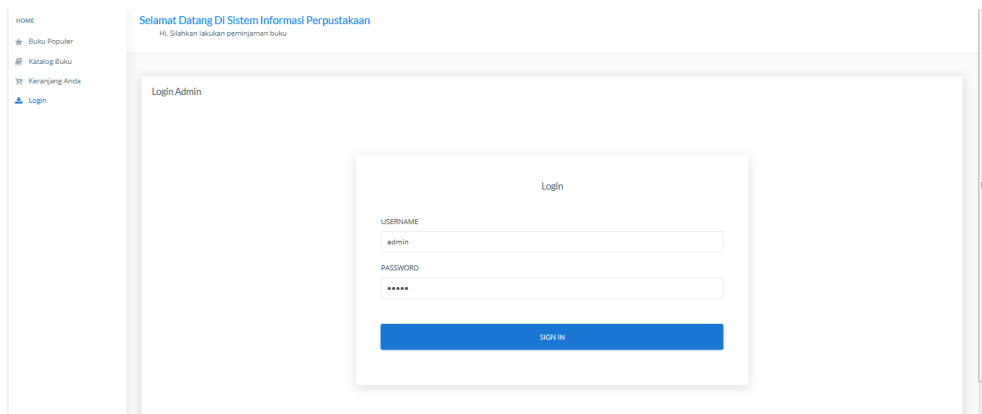 HOME
Buku Populer
Katalog Buku
Keranjang Anda
Login
Selamat Datang Di Sistem Informasi Perpustakaan
Hi, Silahkan lakukan peminjaman buku
Login Admin
Login
USERNAME
admin
PASSWORD
•••••
SIGN IN